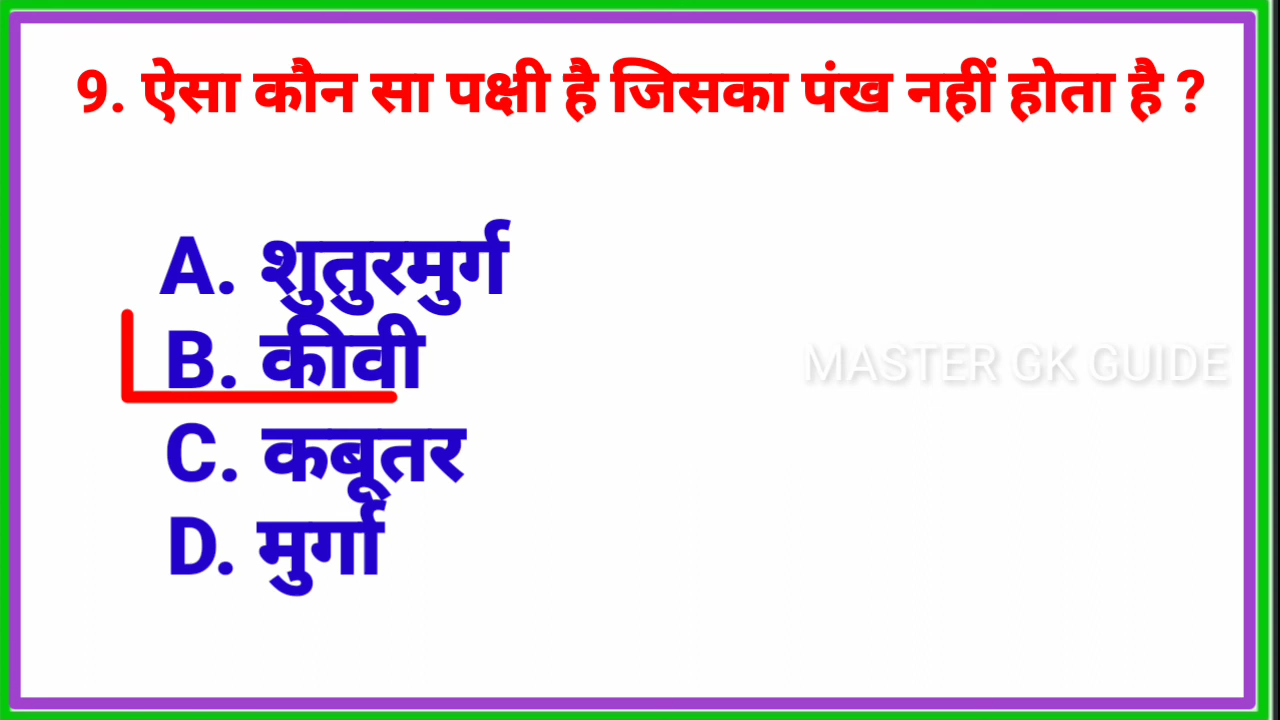 9. ऐसा कौन सा पक्षी है जिसका पंख नहीं होता है ?
A. शुतुरमुर्ग
B. कीवी
MASTER GK GUIDE
C. कबूतर
D. मुर्गा